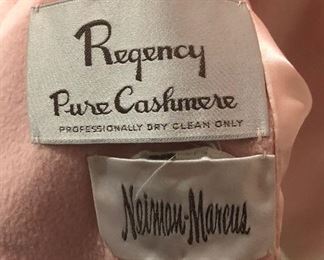 Regency
Pure Cashmere
PROFESSIONALLY DRY CLEAN ONLY
Neiman-Marcus